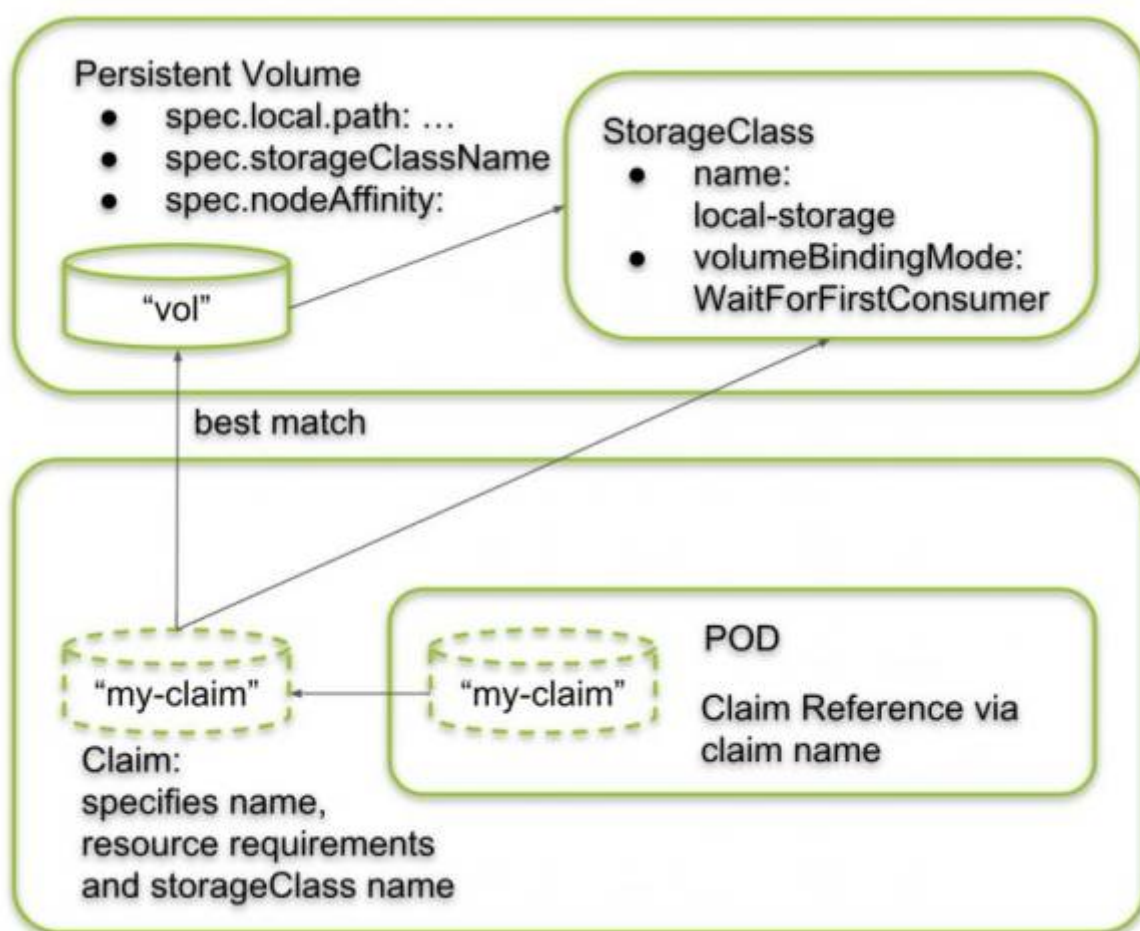 Persistent Volume
● spec.local.path: …
● spec.storageClassName
● spec.nodeAffinity:
StorageClass
● name:
local-storage
● volumeBindingMode:
WaitForFirstConsumer
“vol”
best match
“my-claim”
“my-claim”
POD
Claim Reference via
claim name
Claim:
specifies name,
resource requirements
and storageClass name